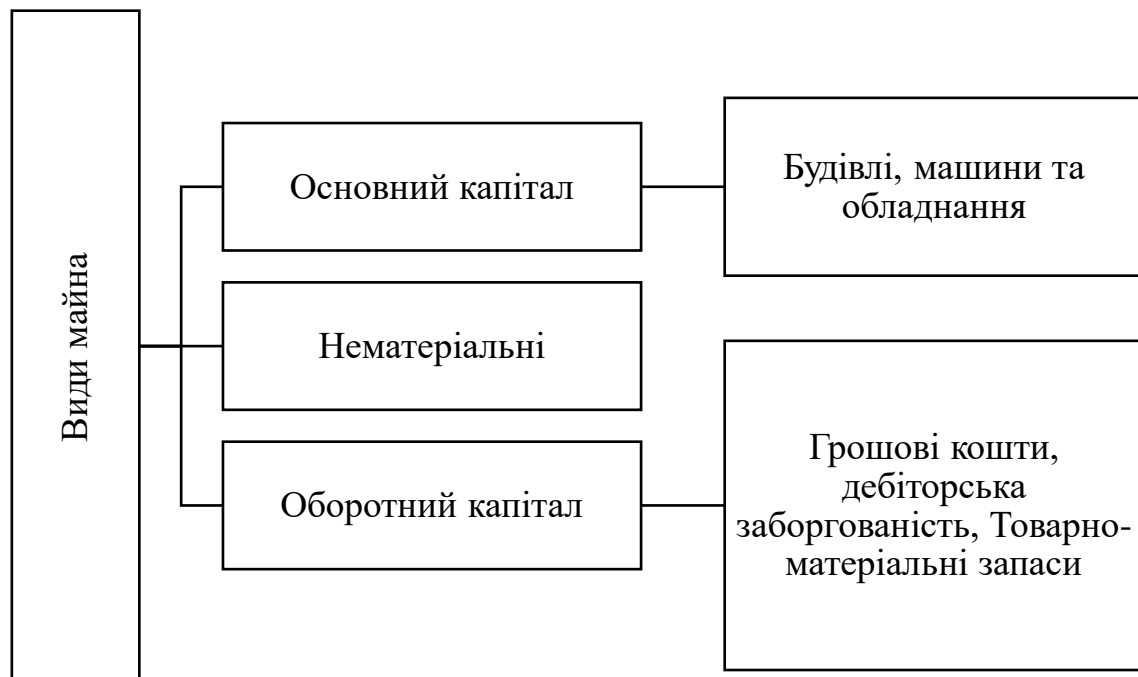 Види майна
Основний капітал
Будівлі, машини та
обладнання
Нематеріальні
Оборотний капітал
Грошові кошти,
дебіторська
заборгованість, Товарно-
матеріальні запаси